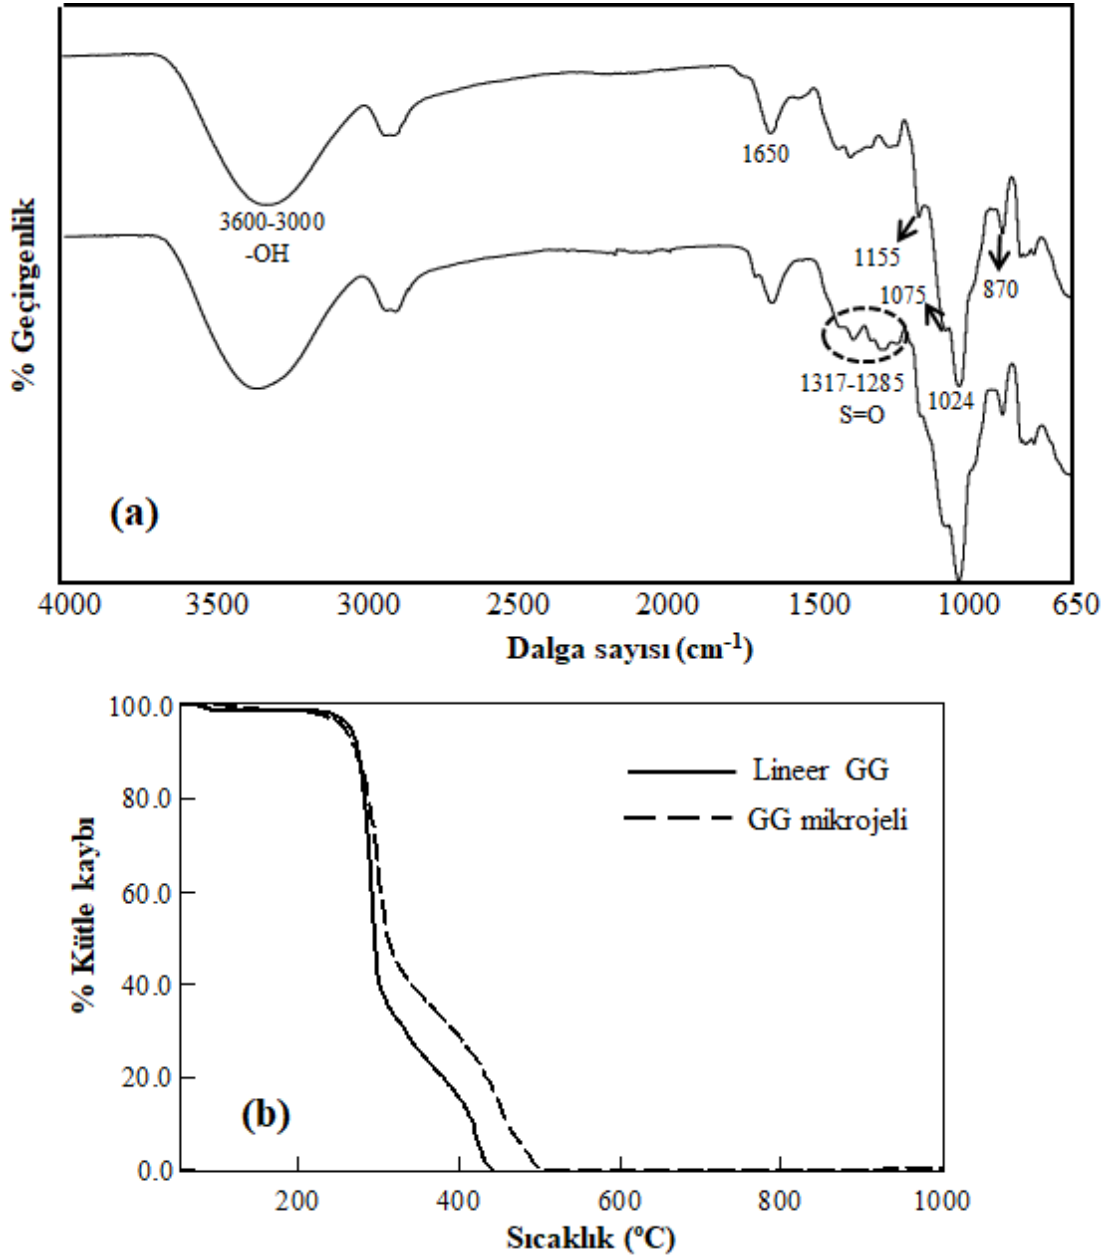 % Geçirgenlik
1650
3600-3000
-OH
1155
1075
870
1317-1285
S=O
1024
(a)
4000 3500 3000 2500 2000 1500 1000 650
Dalga sayısı (cm-1)
% Kütle kaybı
100.0
80.0
60.0
40.0
20.0
0.0
Lineer GG
GG mikrojeli
(b)
200 400 600 800 1000
Sıcaklık (ºC)